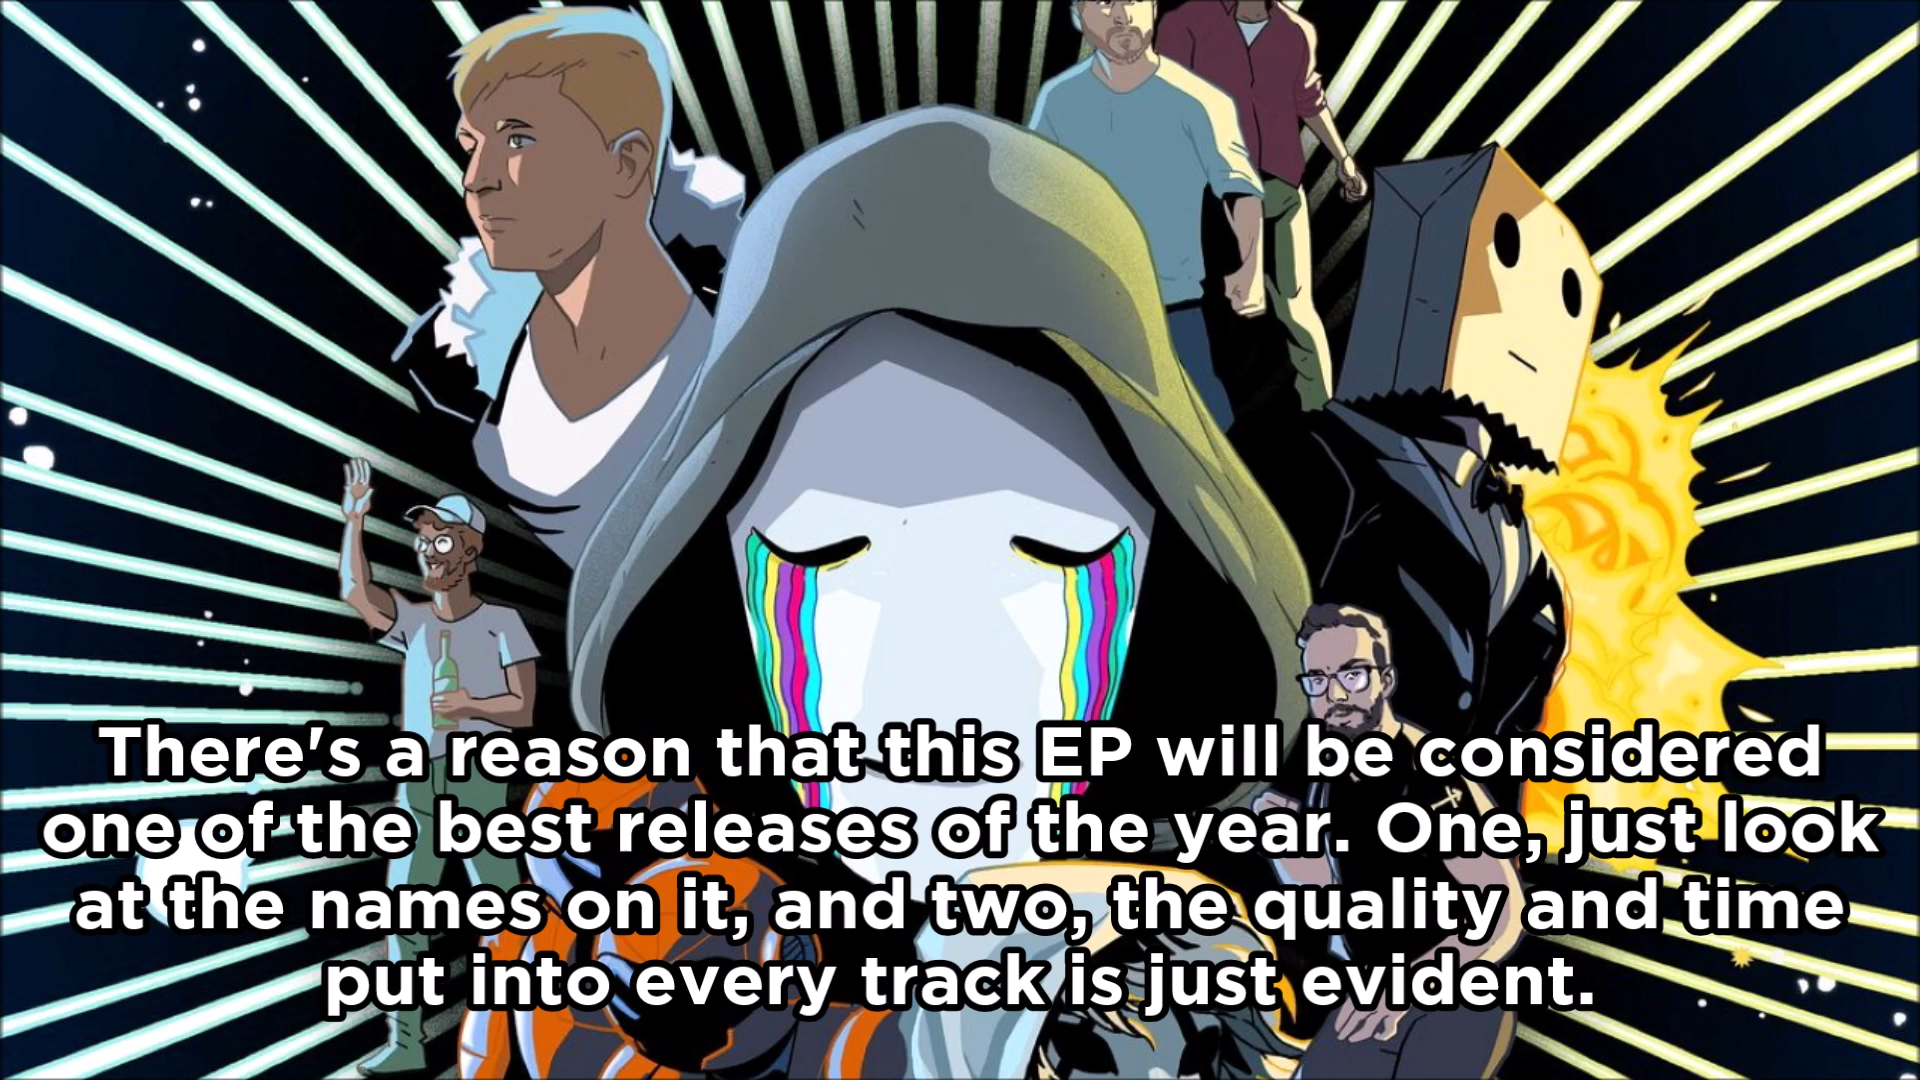 There's a reason that this EP will be considered
one of the best releases of the year. One, just look
at the names on it, and two, the quality and time
put into every track is just evident.